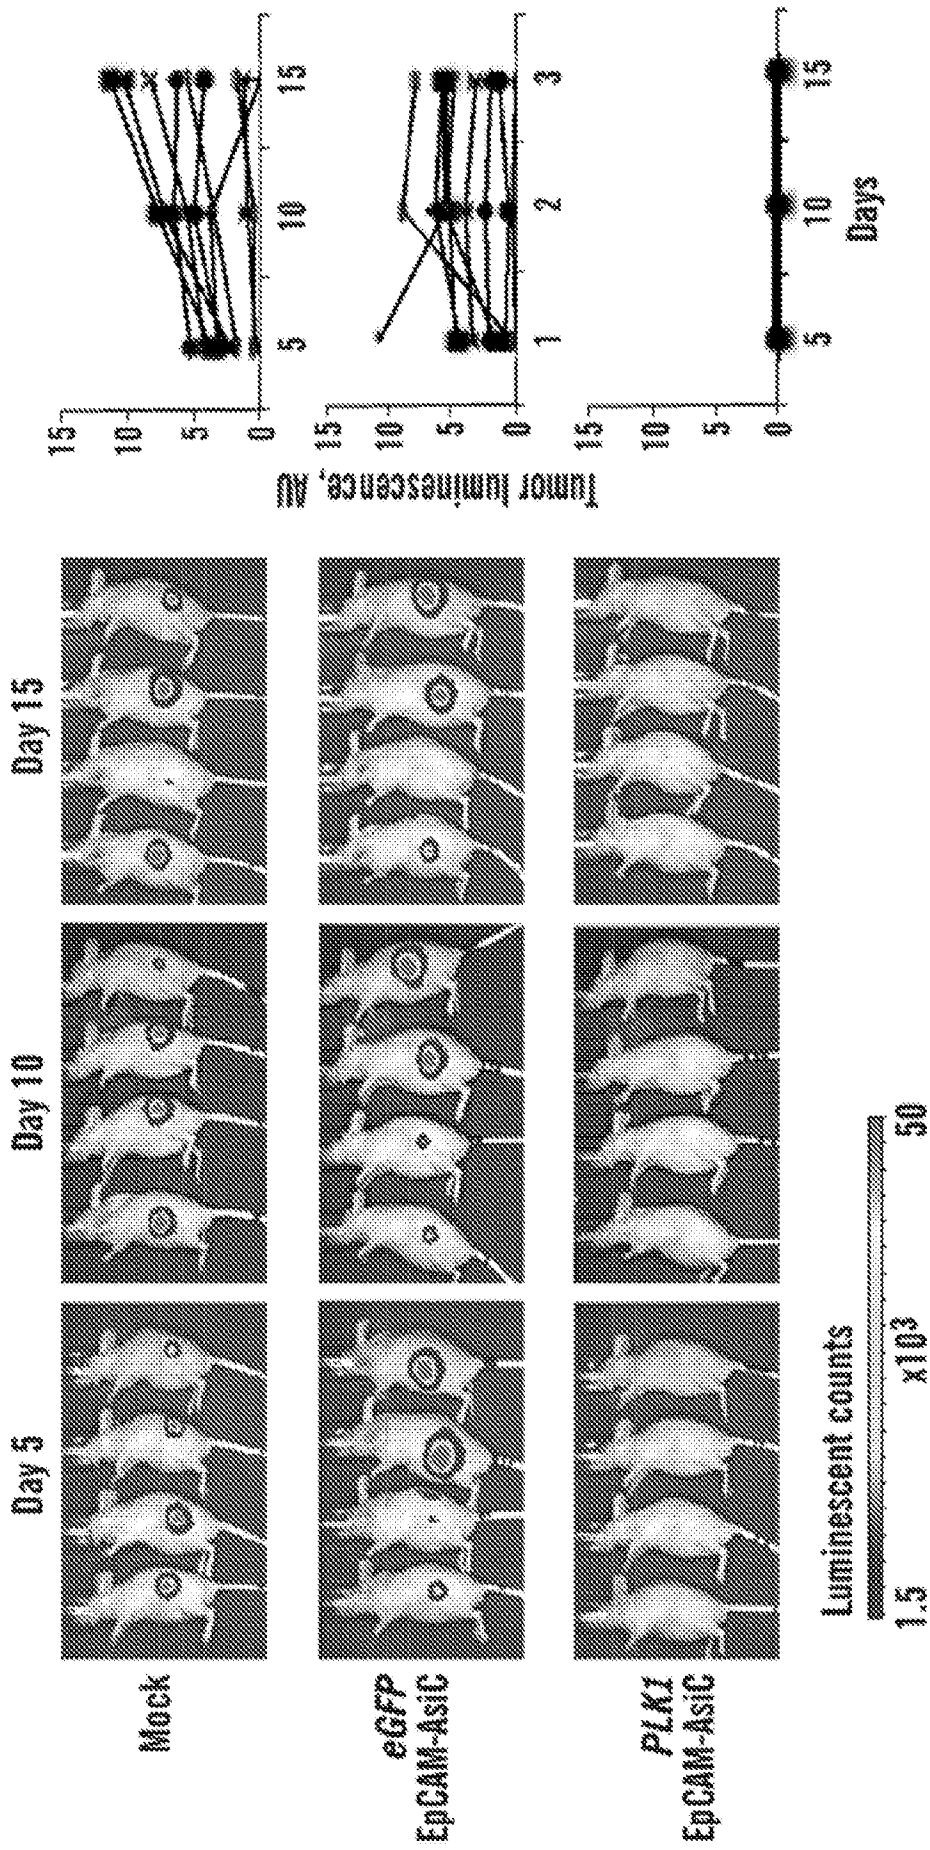 Day 5
Day 10
Day 15
Mock
eGFP
EpCAM-AsiC
PLK1
EpCAM-AsiC
Luminescent counts
1.5
x10³
50
Tumor luminescence, AU
15
10
5
0
5
10
15
15
10
5
0
1
2
3
15
10
5
0
5
10
15
Days